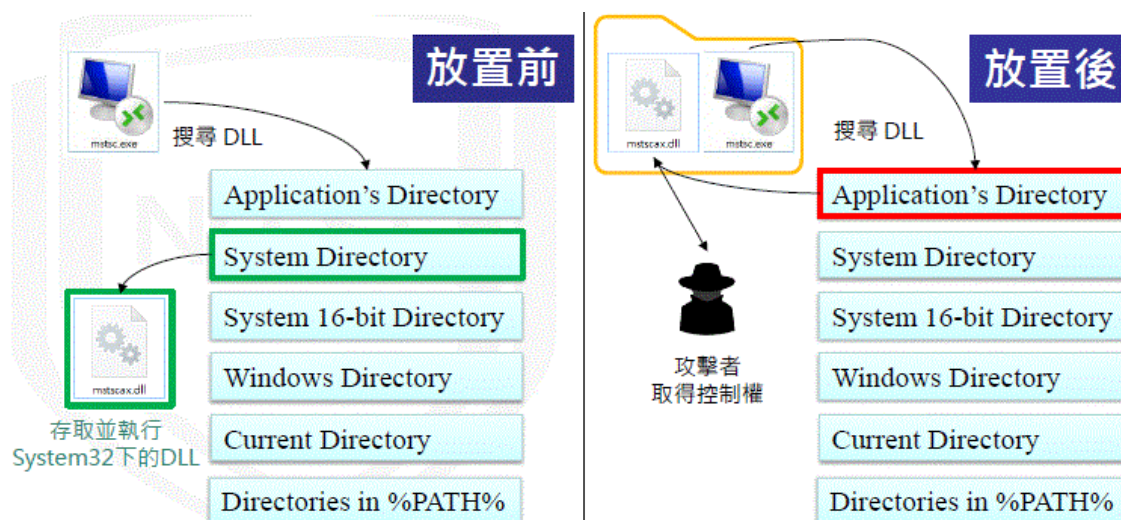 放置前
mstsc.exe
搜尋 DLL
Application's Directory
System Directory
System 16-bit Directory
Windows Directory
Current Directory
Directories in %PATH%
mstscax.dll
存取並執行
System32下的DLL
放置後
mstscax.dll
mstsc.exe
搜尋 DLL
Application's Directory
System Directory
System 16-bit Directory
Windows Directory
Current Directory
Directories in %PATH%
攻擊者
取得控制權